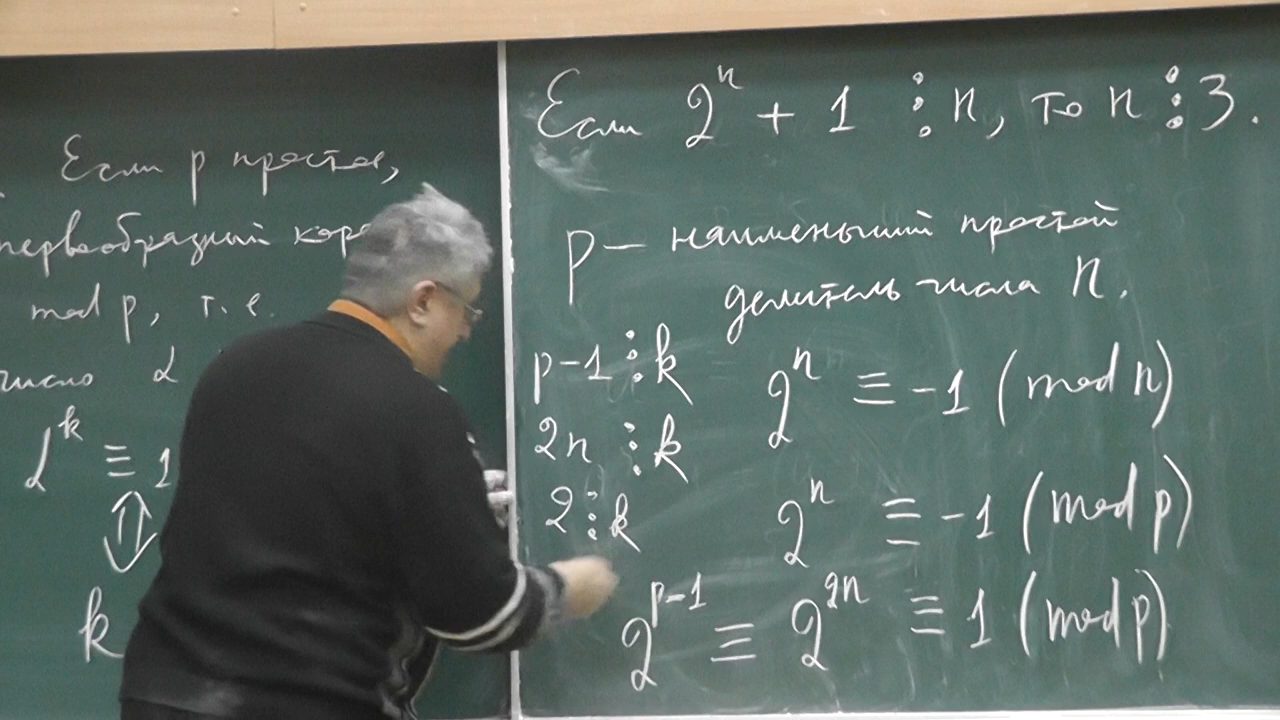 Если p простое,
первообразный
mod p, т.е.
число α
α^k ≡ 1
⇕
k
Если 2^n + 1 ⋮ n, то n ⋮ 3.
p — наименьший простой
делитель числа n.
p-1 ⋮ k
2^n ≡ -1 (mod n)
2n ⋮ k
2 ⋮ k
2^n ≡ -1 (mod p)
2^{p-1} ≡ 2^{2n} ≡ 1 (mod p)